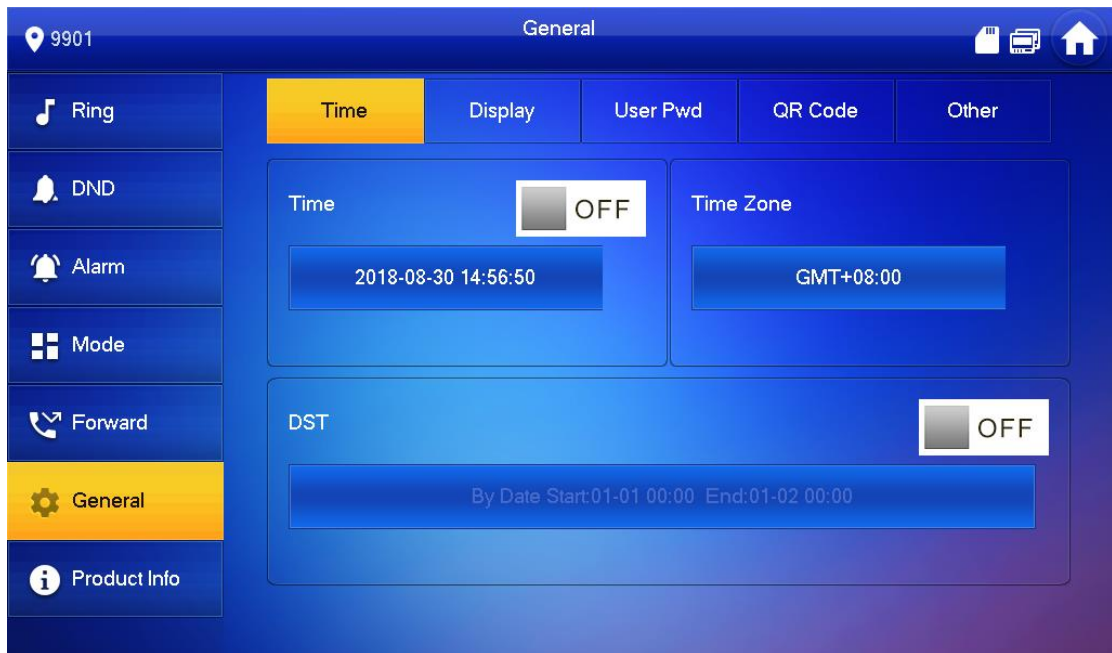 9901
General
Ring
DND
Alarm
Mode
Forward
General
Product Info
Time Display User Pwd QR Code Other
Time OFF
2018-08-30 14:56:50
Time Zone
GMT+08:00
DST OFF
By Date Start:01-01 00:00 End:01-02 00:00